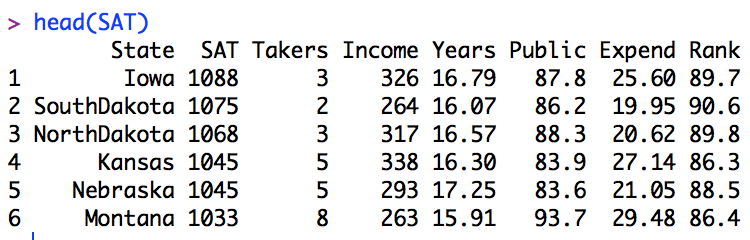 > head(SAT)
State SAT Takers Income Years Public Expend Rank
1 Iowa 1088 3 326 16.79 87.8 25.60 89.7
2 SouthDakota 1075 2 264 16.07 86.2 19.95 90.6
3 NorthDakota 1068 3 317 16.57 88.3 20.62 89.8
4 Kansas 1045 5 338 16.30 83.9 27.14 86.3
5 Nebraska 1045 5 293 17.25 83.6 21.05 88.5
6 Montana 1033 8 263 15.91 93.7 29.48 86.4